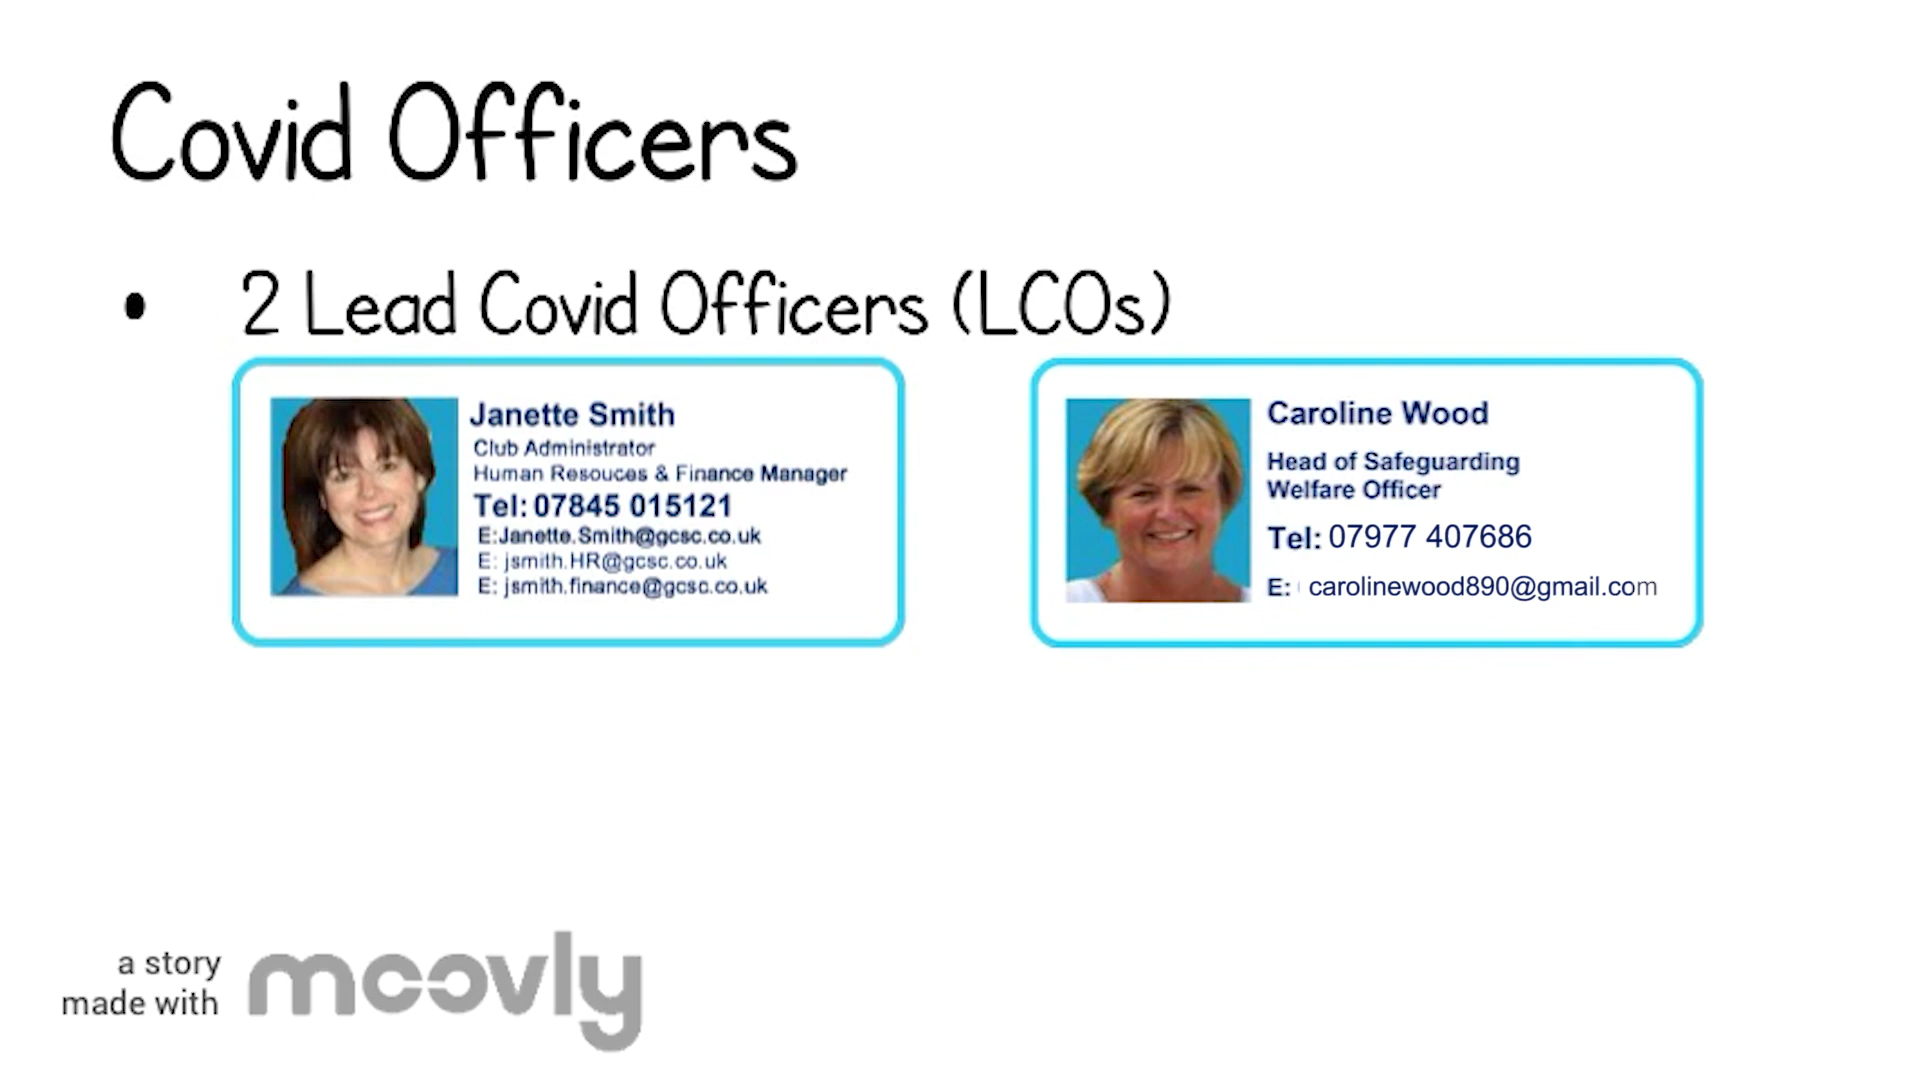 Covid Officers
• 2 Lead Covid Officers (LCOs)
Janette Smith
Club Administrator
Human Resouces & Finance Manager
Tel: 07845 015121
E:Janette.Smith@gcsc.co.uk
E: jsmith.HR@gcsc.co.uk
E: jsmith.finance@gcsc.co.uk
Caroline Wood
Head of Safeguarding
Welfare Officer
Tel: 07977 407686
E: carolinewood890@gmail.com
a story
made with
moovly